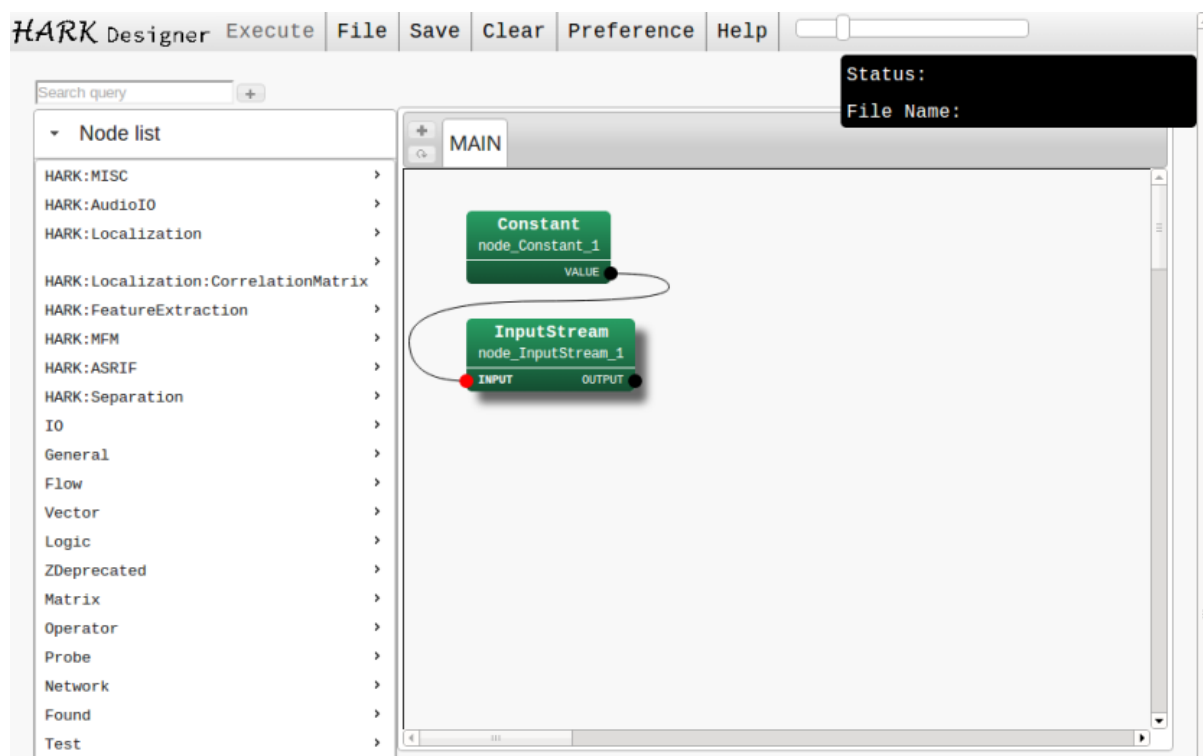 HARK Designer Execute File Save Clear Preference Help
Status:
File Name:
Search query
+
Node list
HARK:MISC
HARK:AudioIO
HARK:Localization
HARK:Localization:CorrelationMatrix
HARK:FeatureExtraction
HARK:MFM
HARK:ASRIF
HARK:Separation
IO
General
Flow
Vector
Logic
ZDeprecated
Matrix
Operator
Probe
Network
Found
Test
MAIN
Constant
node_Constant_1
VALUE
InputStream
node_InputStream_1
INPUT OUTPUT